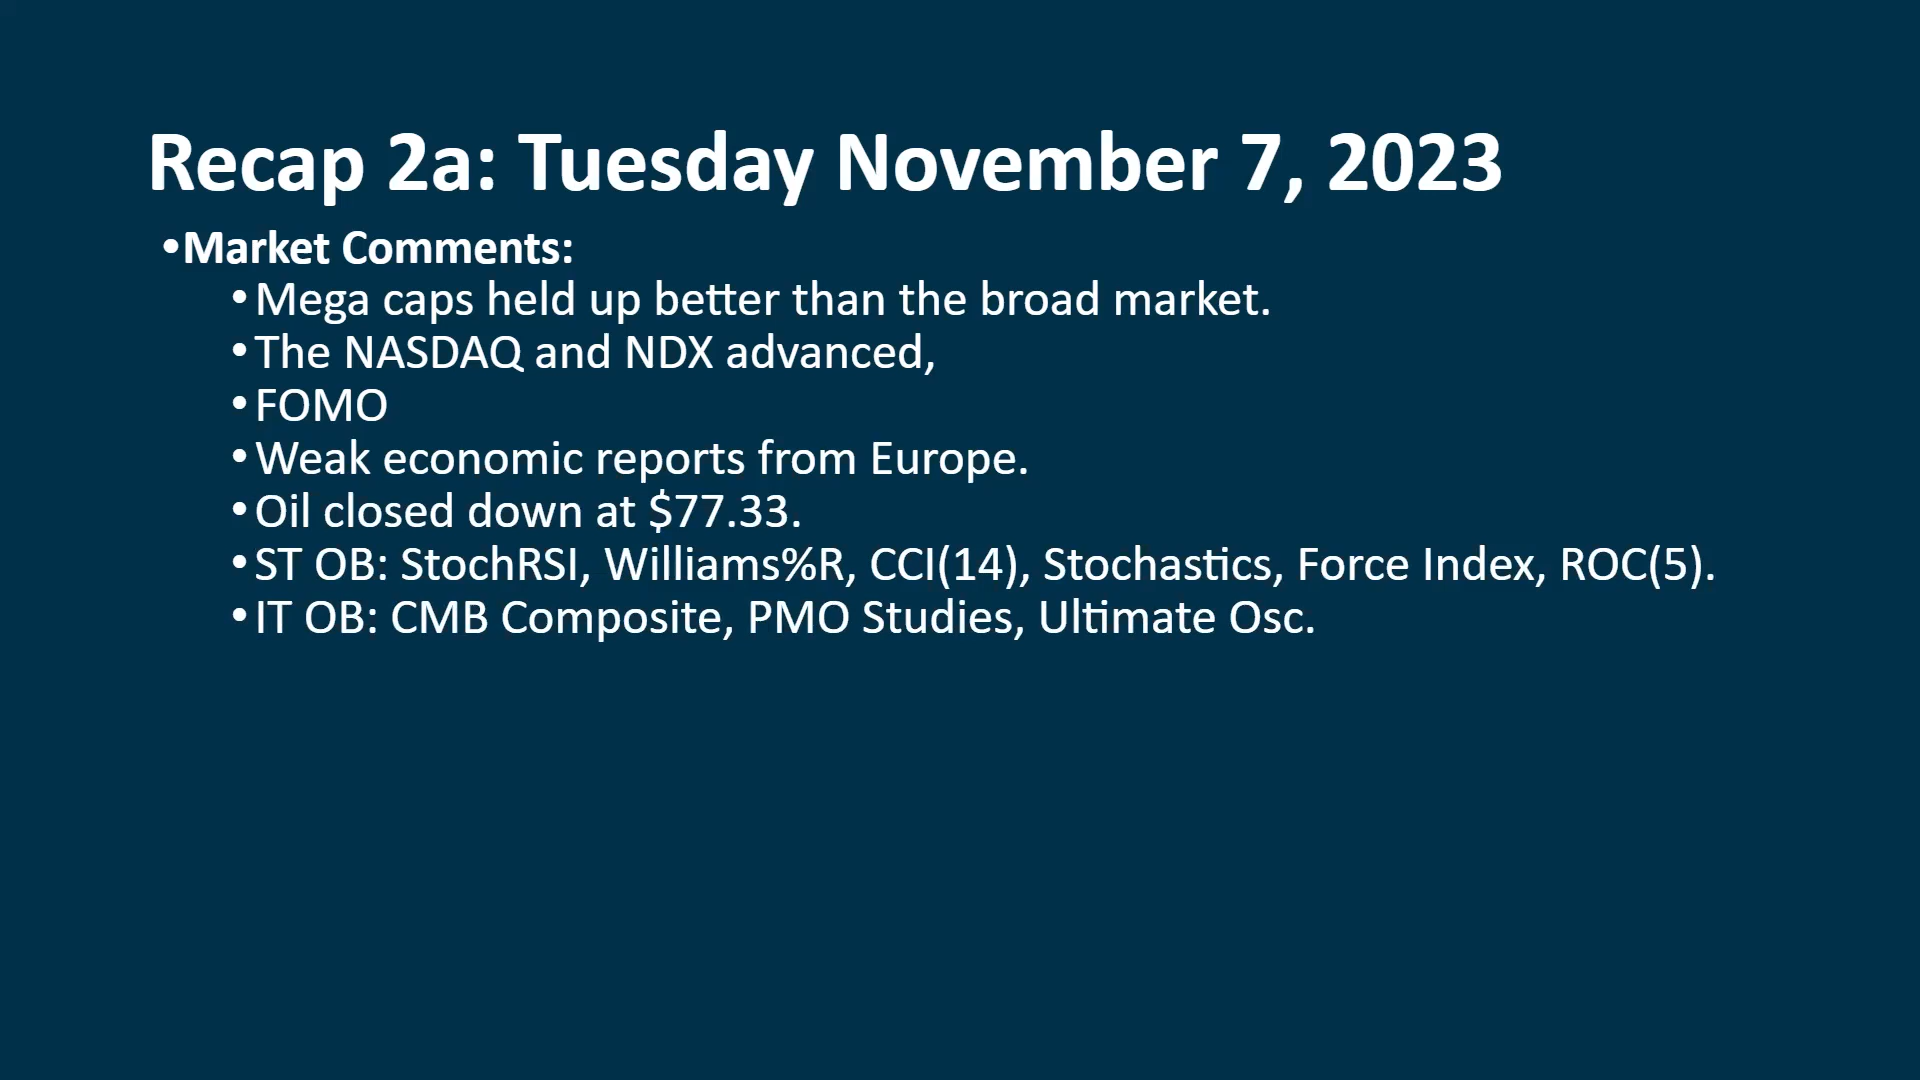 Recap 2a: Tuesday November 7, 2023
•Market Comments:
•Mega caps held up better than the broad market.
•The NASDAQ and NDX advanced,
•FOMO
•Weak economic reports from Europe.
•Oil closed down at $77.33.
•ST OB: StochRSI, Williams%R, CCI(14), Stochastics, Force Index, ROC(5).
•IT OB: CMB Composite, PMO Studies, Ultimate Osc.